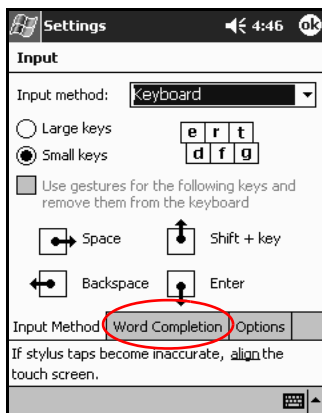 Settings 4:46 ok
Input
Input method: Keyboard
Large keys
e r t
Small keys
d f g
Use gestures for the following keys and
remove them from the keyboard
Space Shift + key
Backspace Enter
Input Method Word Completion Options
If stylus taps become inaccurate, align the
touch screen.